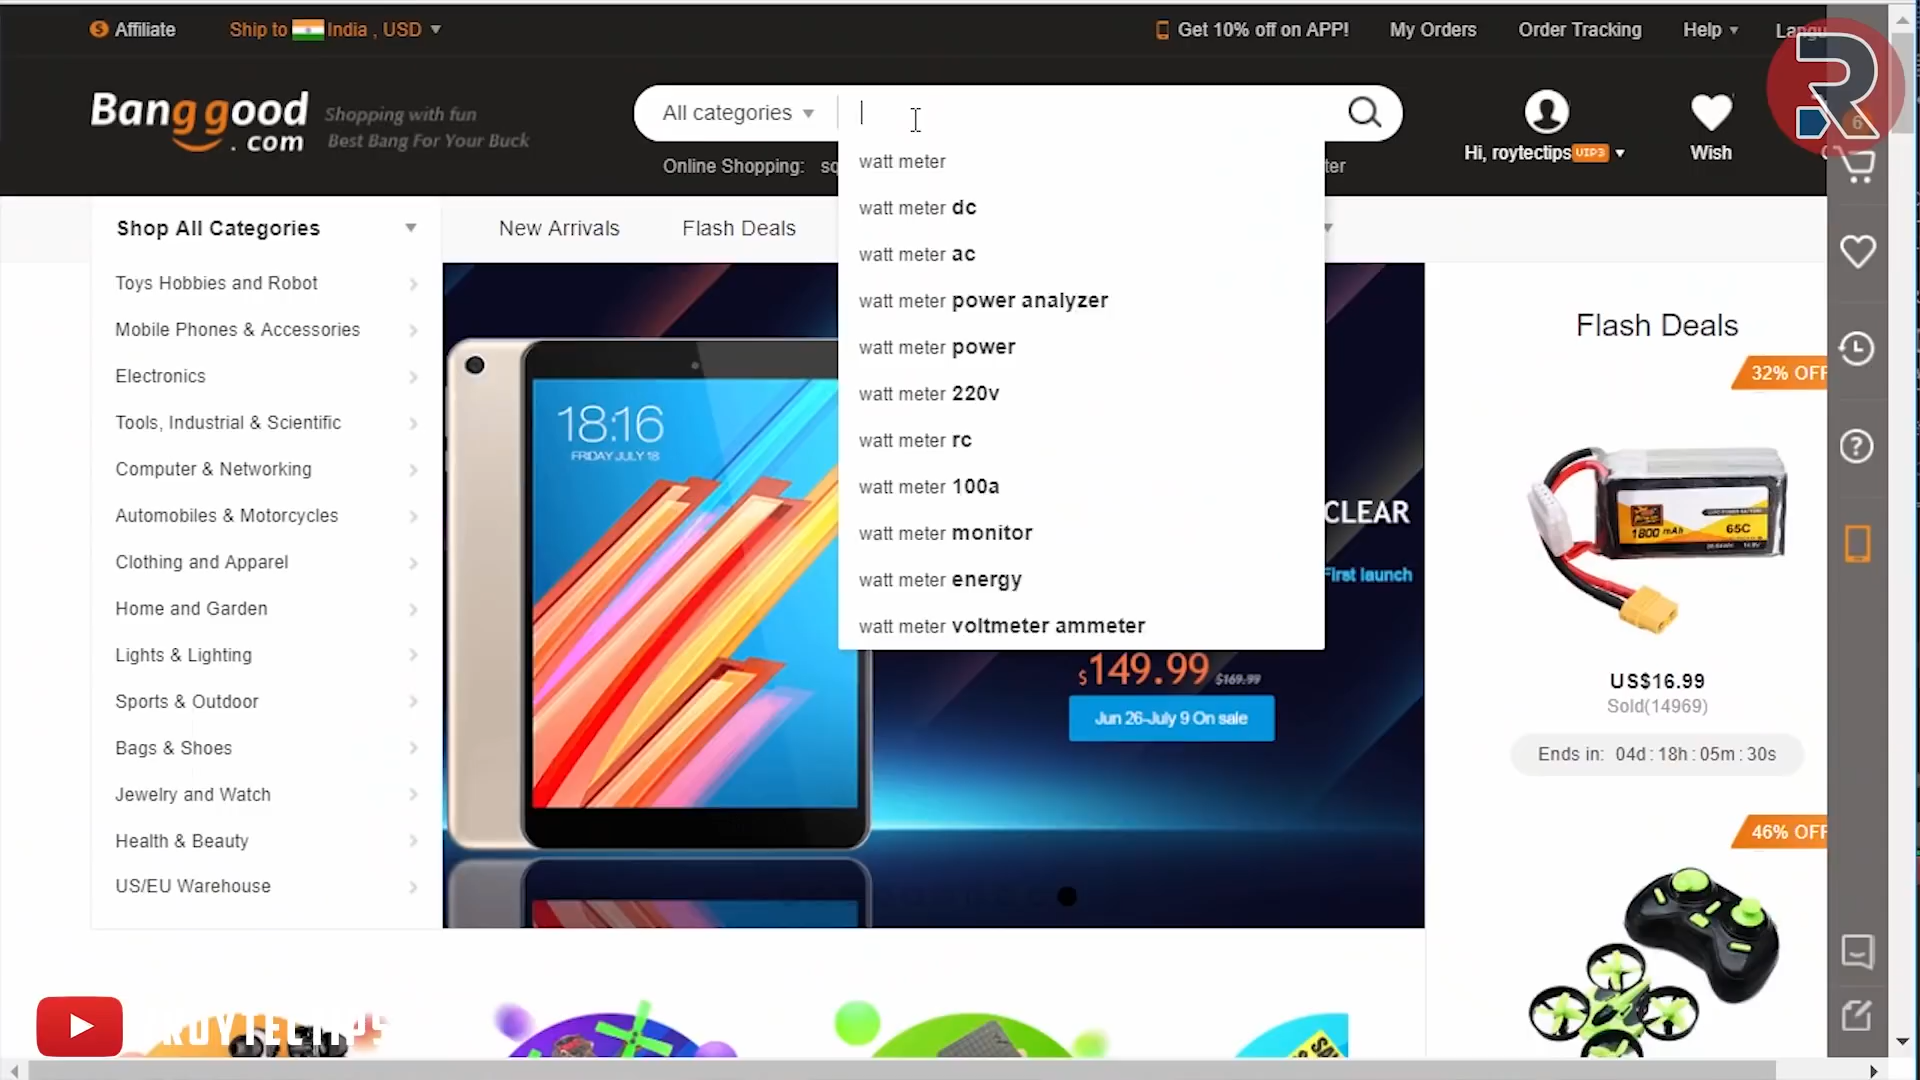 Affiliate
Ship to India , USD
Get 10% off on APP!
My Orders
Order Tracking
Help
Banggood.com
Shopping with fun
Best Bang For Your Buck
All categories
R
6
Online Shopping:
Hi, roytectips VIP3
Wish
watt meter
watt meter dc
watt meter ac
watt meter power analyzer
watt meter power
watt meter 220v
watt meter rc
watt meter 100a
watt meter monitor
watt meter energy
watt meter voltmeter ammeter
Shop All Categories
New Arrivals
Flash Deals
Toys Hobbies and Robot
Mobile Phones & Accessories
Electronics
Tools, Industrial & Scientific
Computer & Networking
Automobiles & Motorcycles
Clothing and Apparel
Home and Garden
Lights & Lighting
Sports & Outdoor
Bags & Shoes
Jewelry and Watch
Health & Beauty
US/EU Warehouse
18:16
FRIDAY JULY 18
CLEAR
First launch
$149.99 $169.99
Jun 26-July 9 On sale
Flash Deals
32% OFF
1800 mAh
65C
US$16.99
Sold(14969)
Ends in: 04d : 18h : 05m : 30s
46% OFF
ROYTECTIPS